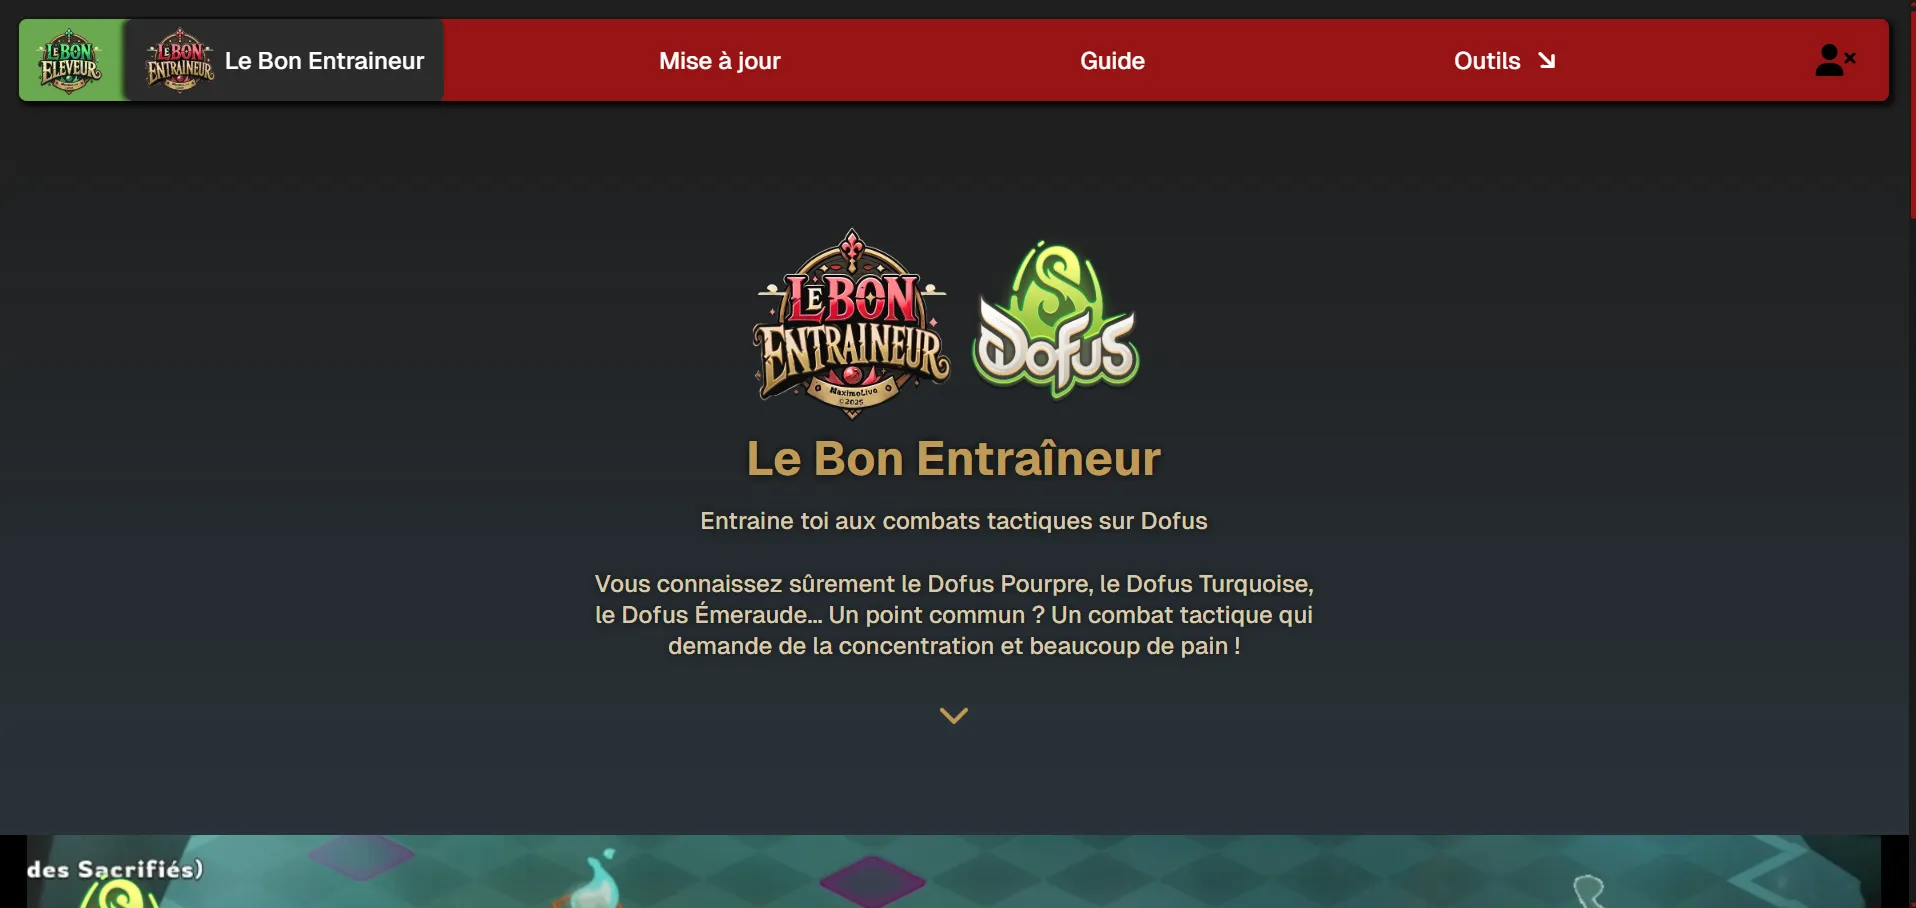 LE BON
ÉLEVEUR
LE BON
ENTRAINEUR
Le Bon Entraineur
Mise à jour
Guide
Outils
LE BON
ENTRAINEUR
MaximoLive
©2025
DOFUS
Le Bon Entraîneur
Entraine toi aux combats tactiques sur Dofus
Vous connaissez sûrement le Dofus Pourpre, le Dofus Turquoise,
le Dofus Émeraude... Un point commun ? Un combat tactique qui
demande de la concentration et beaucoup de pain !
des Sacrifiés)